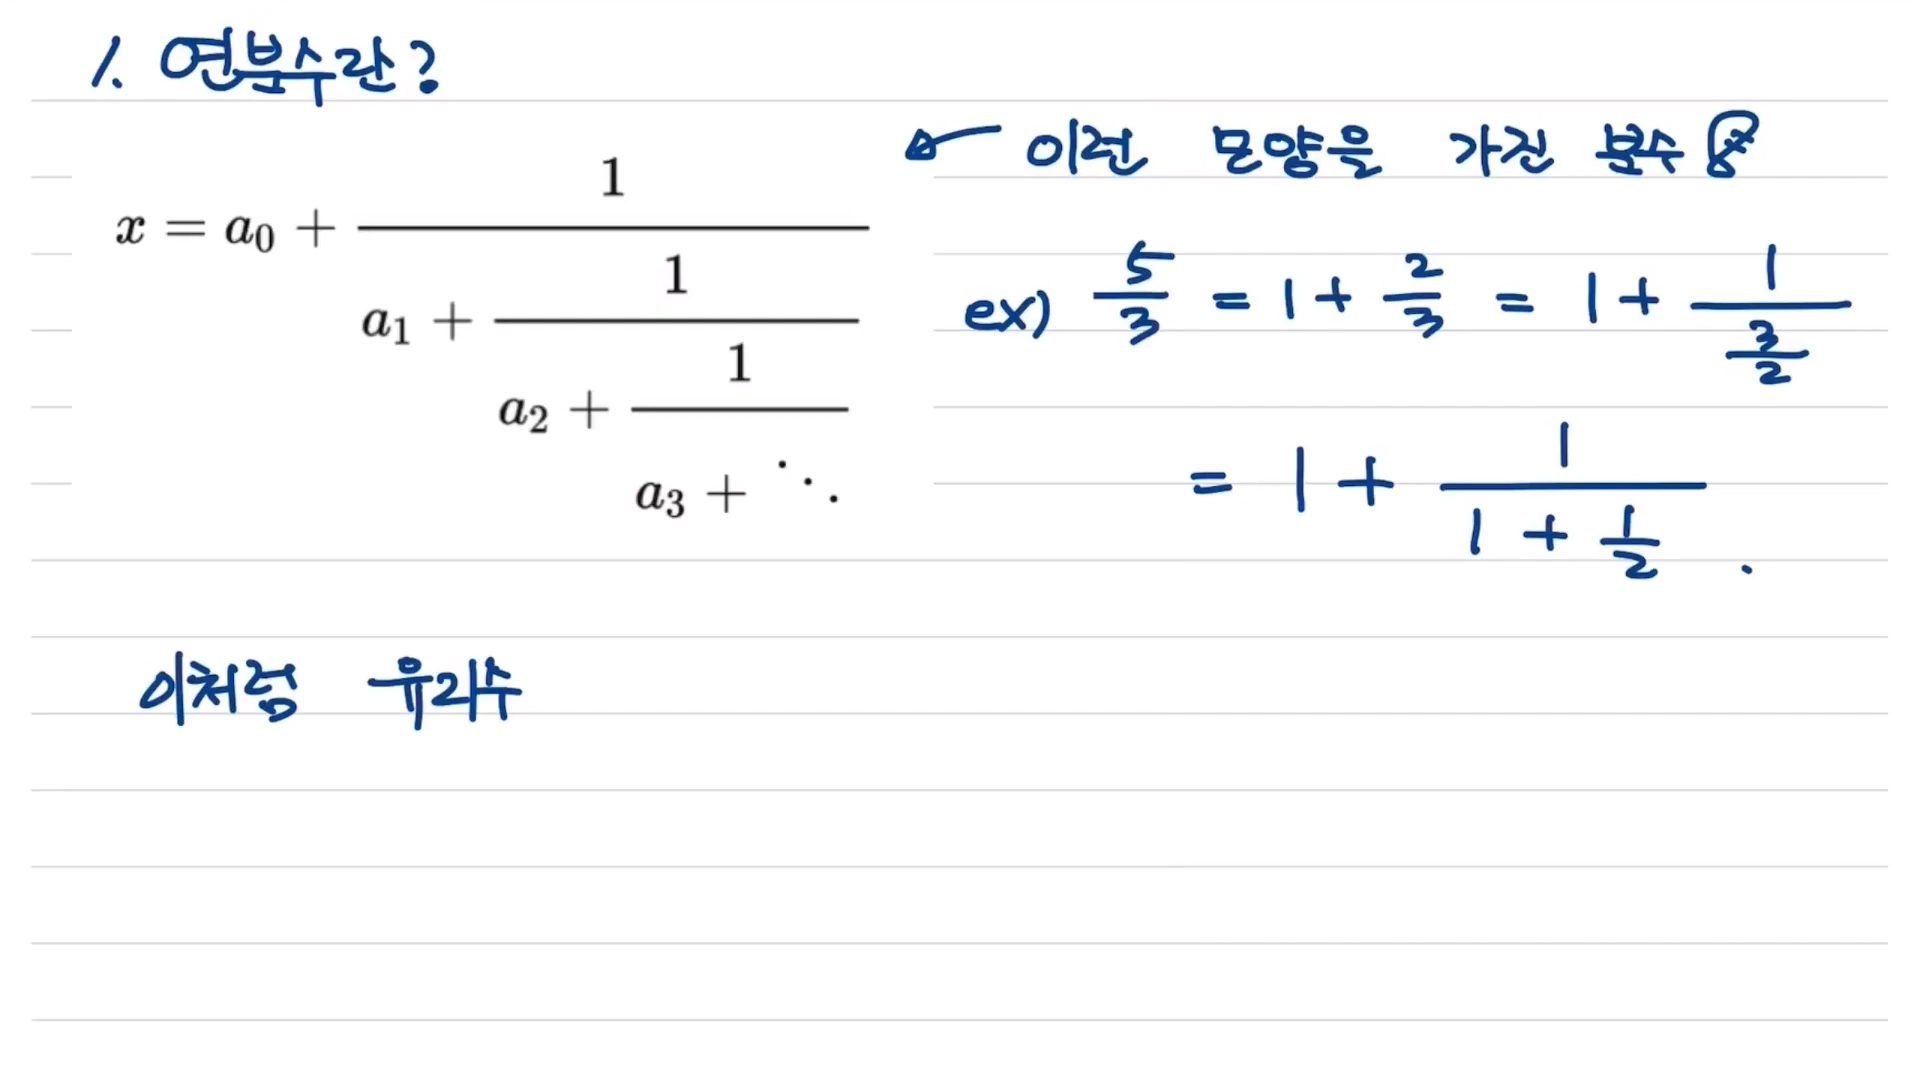 1. 연분수란?
x = a₀ + 1/(a₁ + 1/(a₂ + 1/(a₃ + ⋱)))
← 이런 모양을 가진 분수
ex) 5/3 = 1 + 2/3 = 1 + 1/(3/2)
= 1 + 1/(1 + 1/2) .
이처럼 유리수